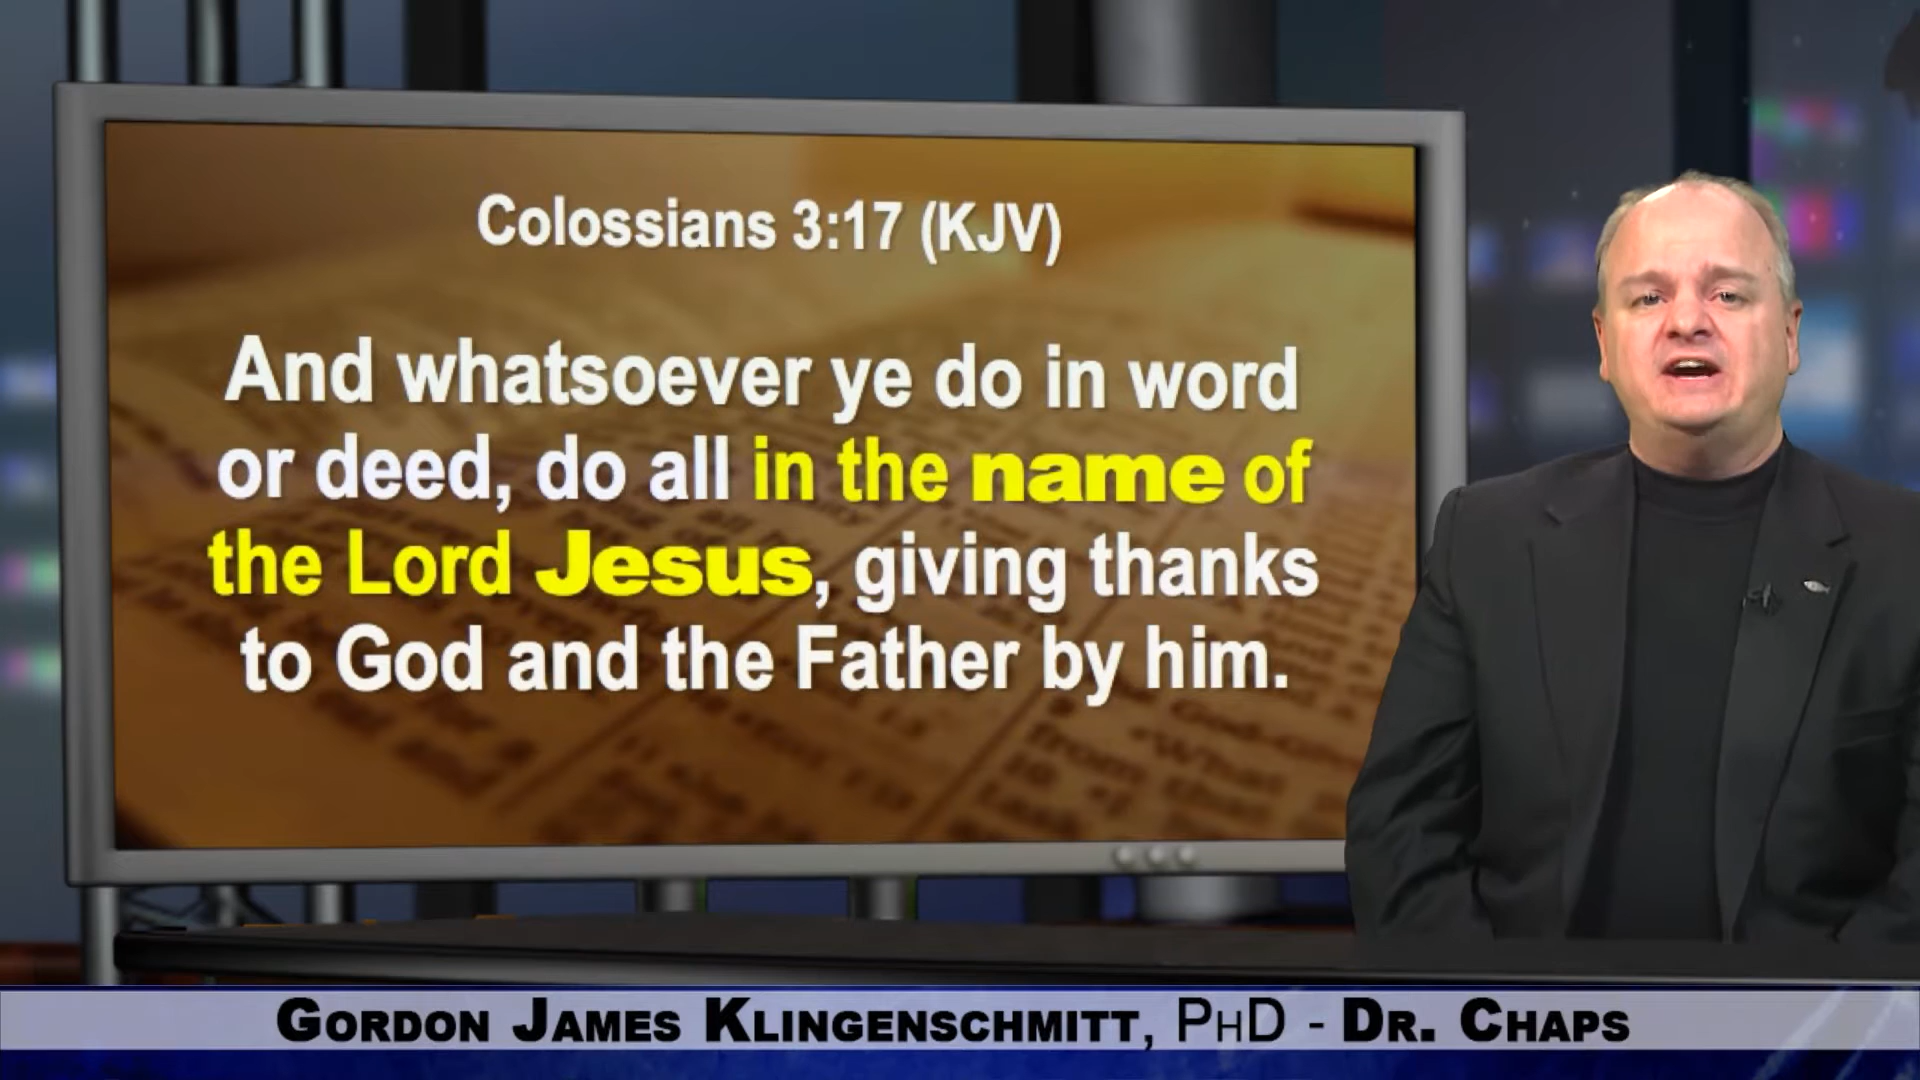 Colossians 3:17 (KJV)
And whatsoever ye do in word
or deed, do all in the name of
the Lord Jesus, giving thanks
to God and the Father by him.
GORDON JAMES KLINGENSCHMITT, PHD - DR. CHAPS